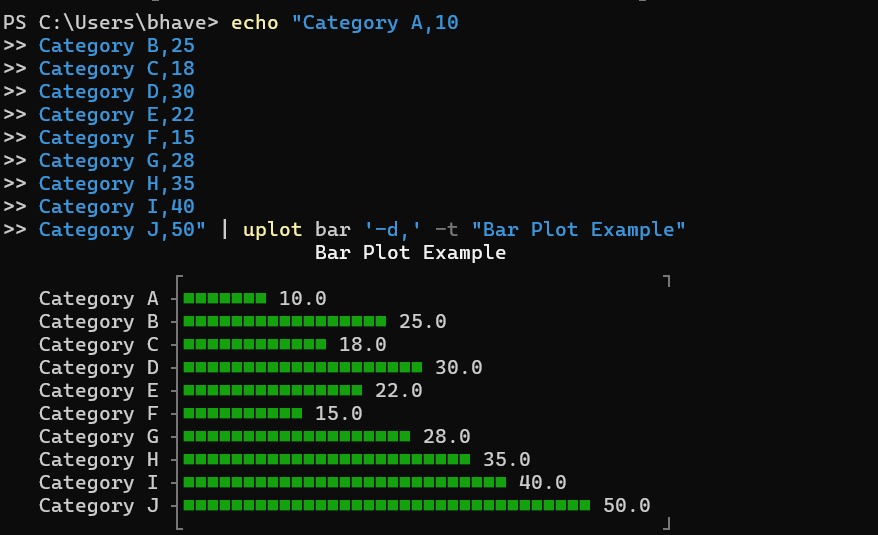 PS C:\Users\bhave> echo "Category A,10
>> Category B,25
>> Category C,18
>> Category D,30
>> Category E,22
>> Category F,15
>> Category G,28
>> Category H,35
>> Category I,40
>> Category J,50" | uplot bar '-d,' -t "Bar Plot Example"
Bar Plot Example
Category A 10.0
Category B 25.0
Category C 18.0
Category D 30.0
Category E 22.0
Category F 15.0
Category G 28.0
Category H 35.0
Category I 40.0
Category J 50.0